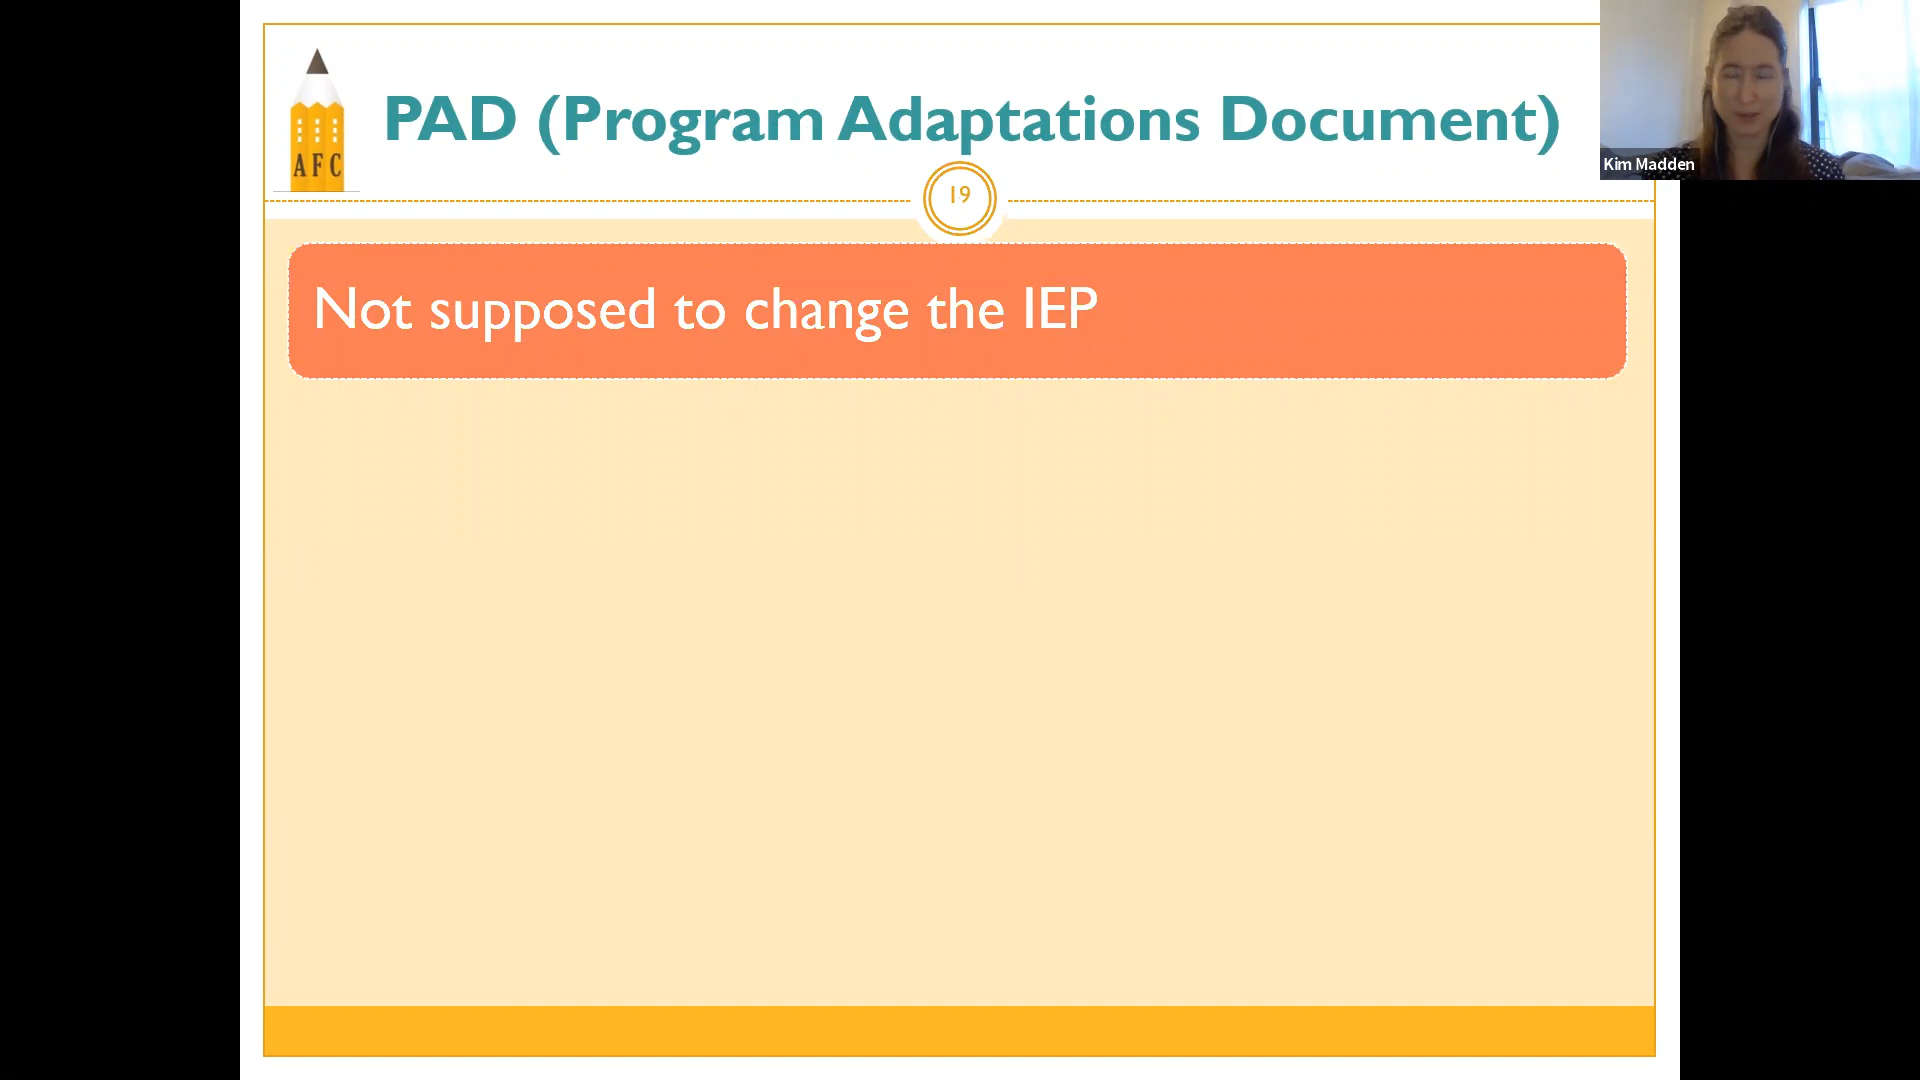 AFC
PAD (Program Adaptations Document)
Kim Madden
19
Not supposed to change the IEP